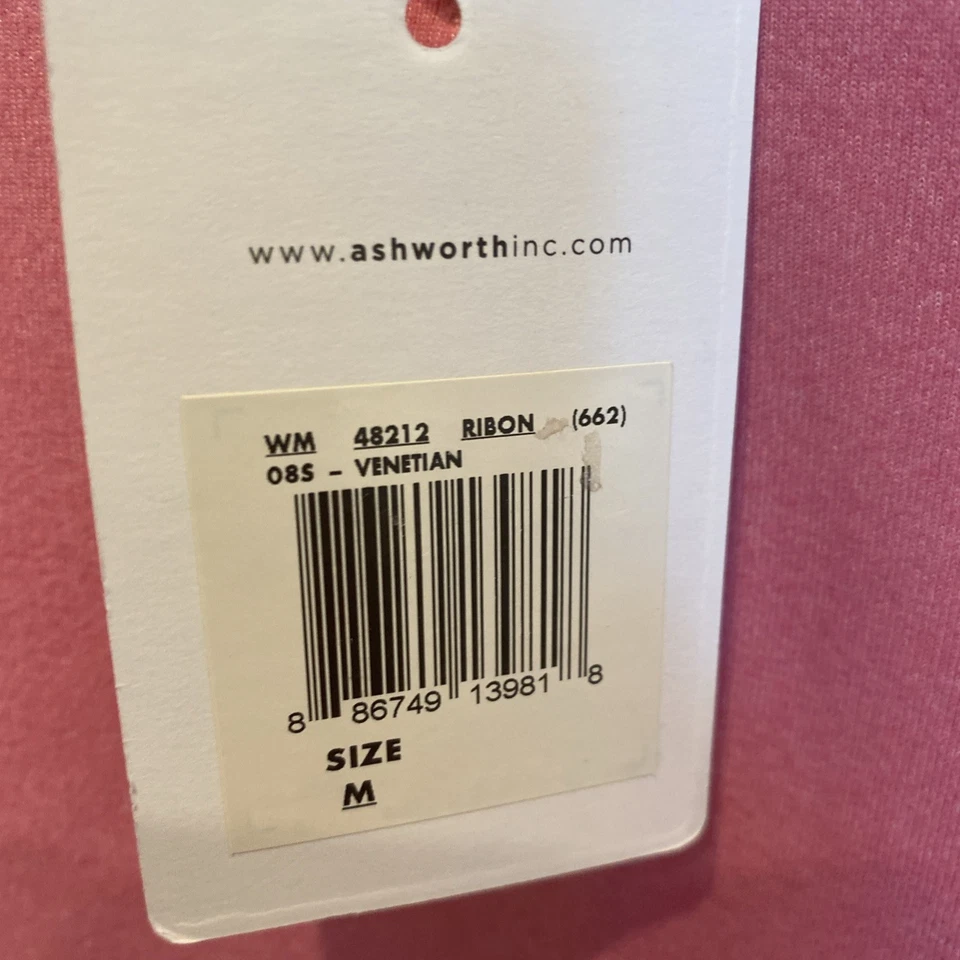 www.ashworthinc.com
WM 48212 RIBON (662)
08S - VENETIAN
8 86749 13981 8
SIZE
M